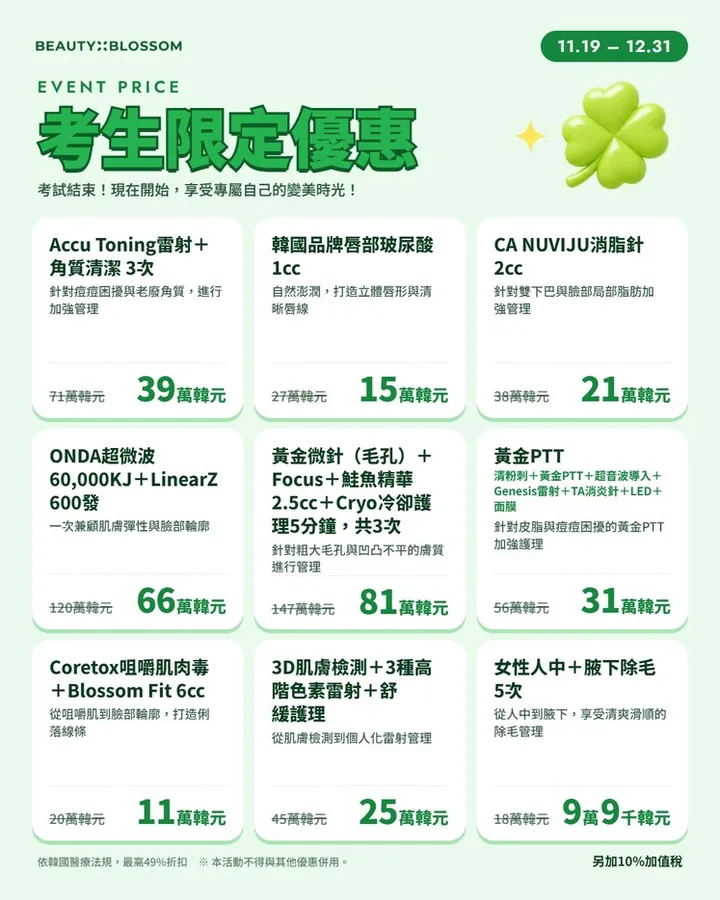 BEAUTY::BLOSSOM
11.19 – 12.31
EVENT PRICE
考生限定優惠
考試結束！現在開始，享受專屬自己的變美時光！
Accu Toning雷射＋
角質清潔 3次
針對痘痘困擾與老廢角質，進行
加強管理
71萬韓元 39萬韓元
韓國品牌唇部玻尿酸
1cc
自然澎潤，打造立體唇形與清
晰唇線
27萬韓元 15萬韓元
CA NUVIJU消脂針
2cc
針對雙下巴與臉部局部脂肪加
強管理
38萬韓元 21萬韓元
ONDA超微波
60,000KJ＋LinearZ
600發
一次兼顧肌膚彈性與臉部輪廓
120萬韓元 66萬韓元
黃金微針（毛孔）＋
Focus＋鮭魚精華
2.5cc＋Cryo冷卻護
理5分鐘，共3次
針對粗大毛孔與凹凸不平的膚質
進行管理
147萬韓元 81萬韓元
黃金PTT
清粉刺＋黃金PTT＋超音波導入＋
Genesis雷射＋TA消炎針＋LED＋
面膜
針對皮脂與痘痘困擾的黃金PTT
加強護理
56萬韓元 31萬韓元
Coretox咀嚼肌肉毒
＋Blossom Fit 6cc
從咀嚼肌到臉部輪廓，打造俐
落線條
20萬韓元 11萬韓元
3D肌膚檢測＋3種高
階色素雷射＋舒
緩護理
從肌膚檢測到個人化雷射管理
45萬韓元 25萬韓元
女性人中＋腋下除毛
5次
從人中到腋下，享受清爽滑順的
除毛管理
18萬韓元 9萬9千韓元
依韓國醫療法規，最高49%折扣 ※ 本活動不得與其他優惠併用。
另加10%加值稅